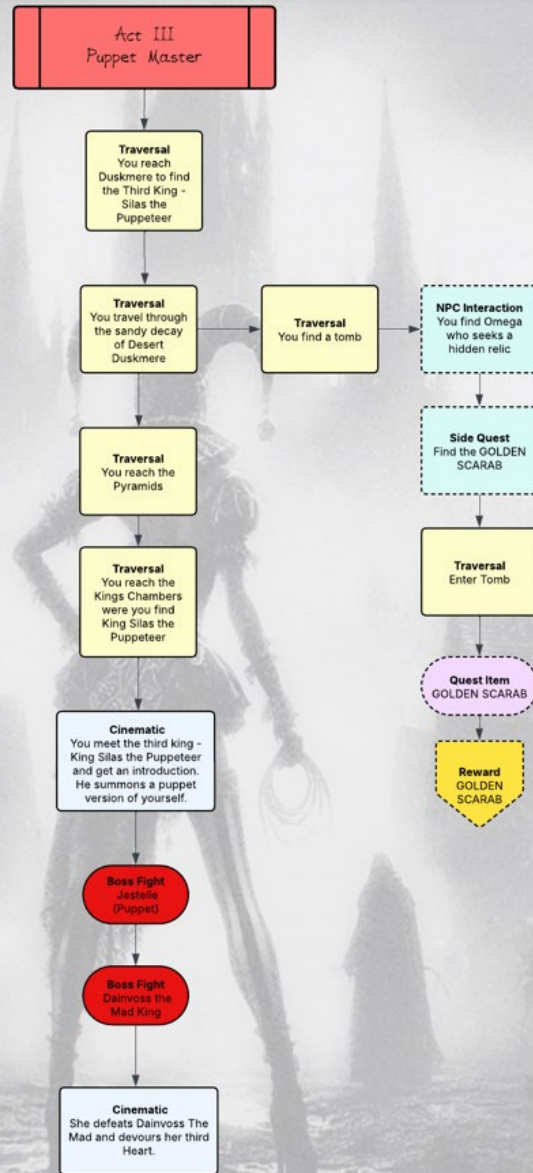 Act III
Puppet Master
Traversal
You reach
Duskmere to find
the Third King -
Silas the
Puppeteer
Traversal
You travel through
the sandy decay
of Desert
Duskmere
Traversal
You find a tomb
NPC Interaction
You find Omega
who seeks a
hidden relic
Side Quest
Find the GOLDEN
SCARAB
Traversal
You reach the
Pyramids
Traversal
Enter Tomb
Traversal
You reach the
Kings Chambers
were you find
King Silas the
Puppeteer
Quest Item
GOLDEN SCARAB
Cinematic
You meet the third king -
King Silas the Puppeteer
and get an introduction.
He summons a puppet
version of yourself.
Reward
GOLDEN
SCARAB
Boss Fight
Jestelle
(Puppet)
Boss Fight
Dainvoss the
Mad King
Cinematic
She defeats Dainvoss The
Mad and devours her third
Heart.